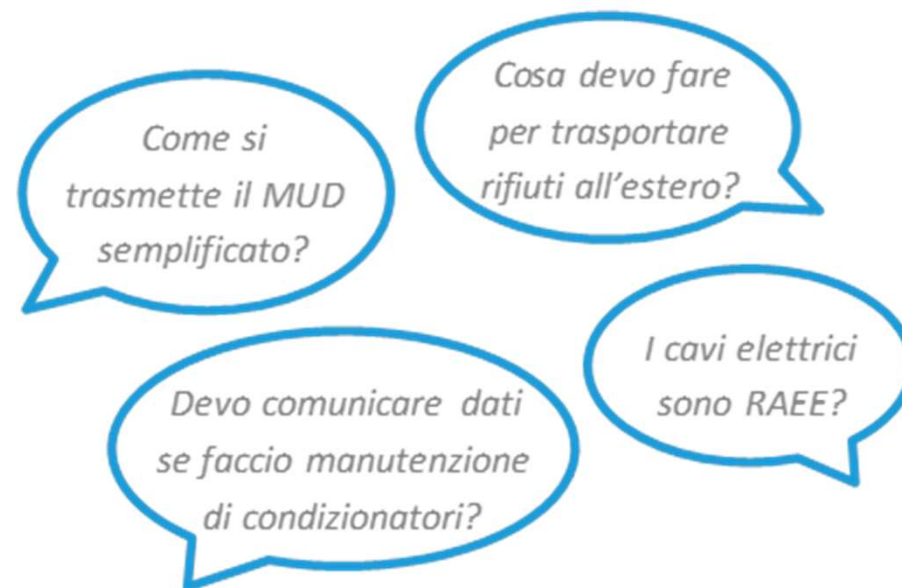 Come si
trasmette il MUD
semplificato?
Cosa devo fare
per trasportare
rifiuti all'estero?
Devo comunicare dati
se faccio manutenzione
di condizionatori?
I cavi elettrici
sono RAEE?